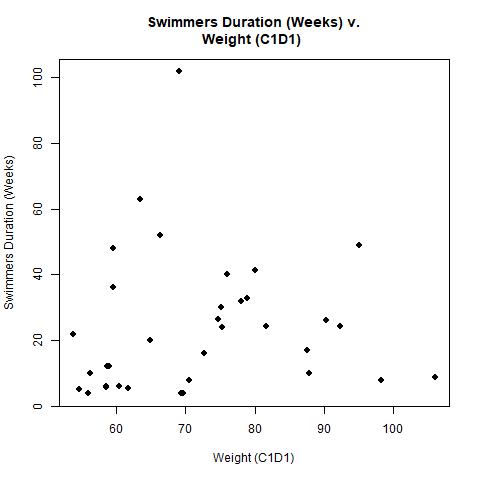 Swimmers Duration (Weeks) v.
Weight (C1D1)
100
80
60
40
20
0
Swimmers Duration (Weeks)
60 70 80 90 100
Weight (C1D1)